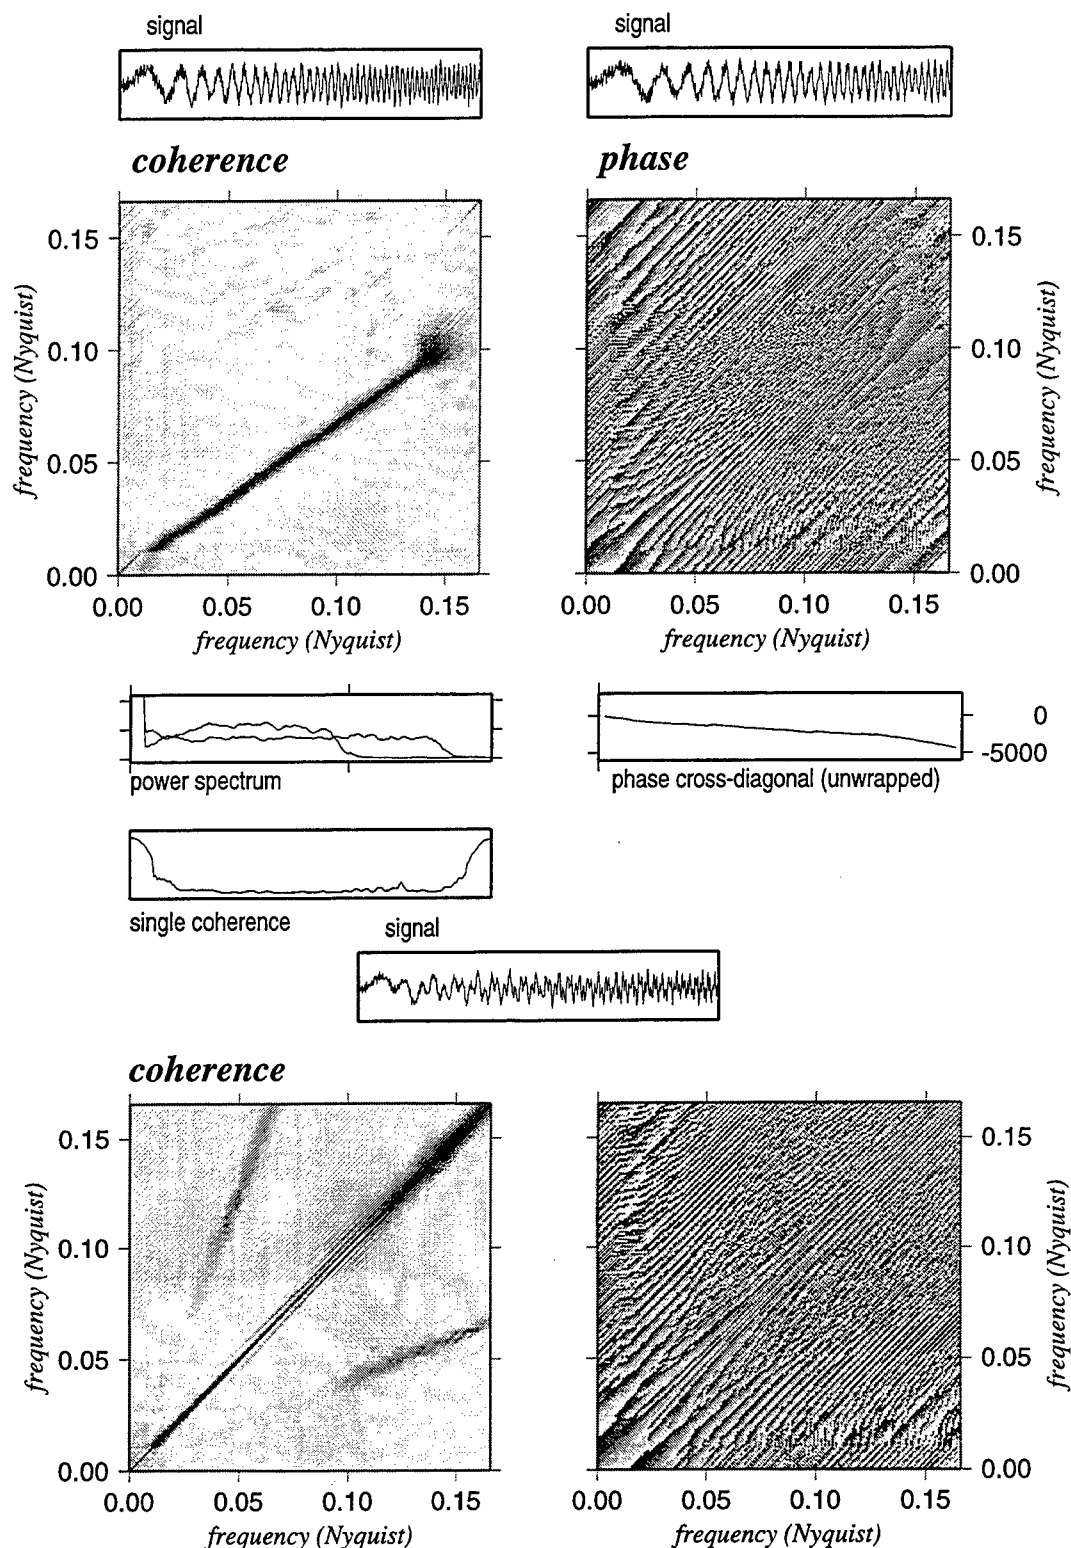 signal
signal
coherence
phase
0.15
0.10
0.05
0.00
frequency (Nyquist)
0.00 0.05 0.10 0.15
frequency (Nyquist)
0.15
0.10
0.05
0.00
frequency (Nyquist)
0.00 0.05 0.10 0.15
frequency (Nyquist)
power spectrum
0
-5000
phase cross-diagonal (unwrapped)
single coherence
signal
coherence
0.15
0.10
0.05
0.00
frequency (Nyquist)
0.00 0.05 0.10 0.15
frequency (Nyquist)
0.15
0.10
0.05
0.00
frequency (Nyquist)
0.00 0.05 0.10 0.15
frequency (Nyquist)